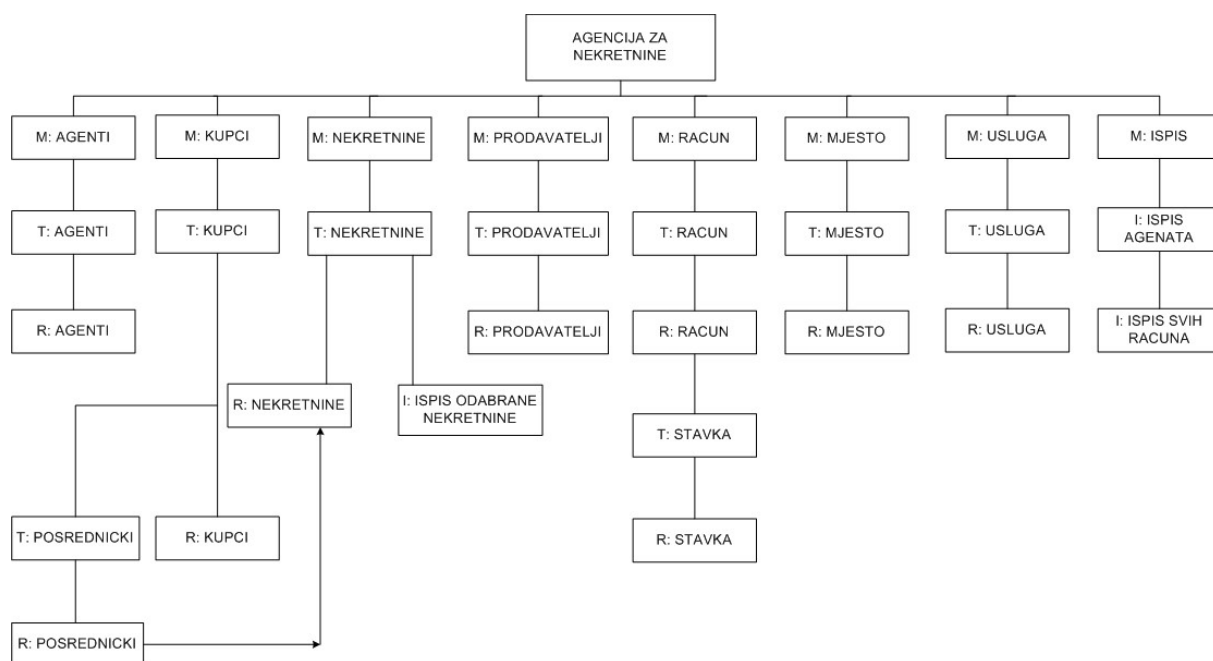 AGENCIJA ZA
NEKRETNINE
M: AGENTI
M: KUPCI
M: NEKRETNINE
M: PRODAVATELJI
M: RACUN
M: MJESTO
M: USLUGA
M: ISPIS
T: AGENTI
T: KUPCI
T: NEKRETNINE
T: PRODAVATELJI
T: RACUN
T: MJESTO
T: USLUGA
I: ISPIS
AGENATA
R: AGENTI
R: PRODAVATELJI
R: RACUN
R: MJESTO
R: USLUGA
I: ISPIS SVIH
RACUNA
R: NEKRETNINE
I: ISPIS ODABRANE
NEKRETNINE
T: STAVKA
T: POSREDNICKI
R: KUPCI
R: STAVKA
R: POSREDNICKI